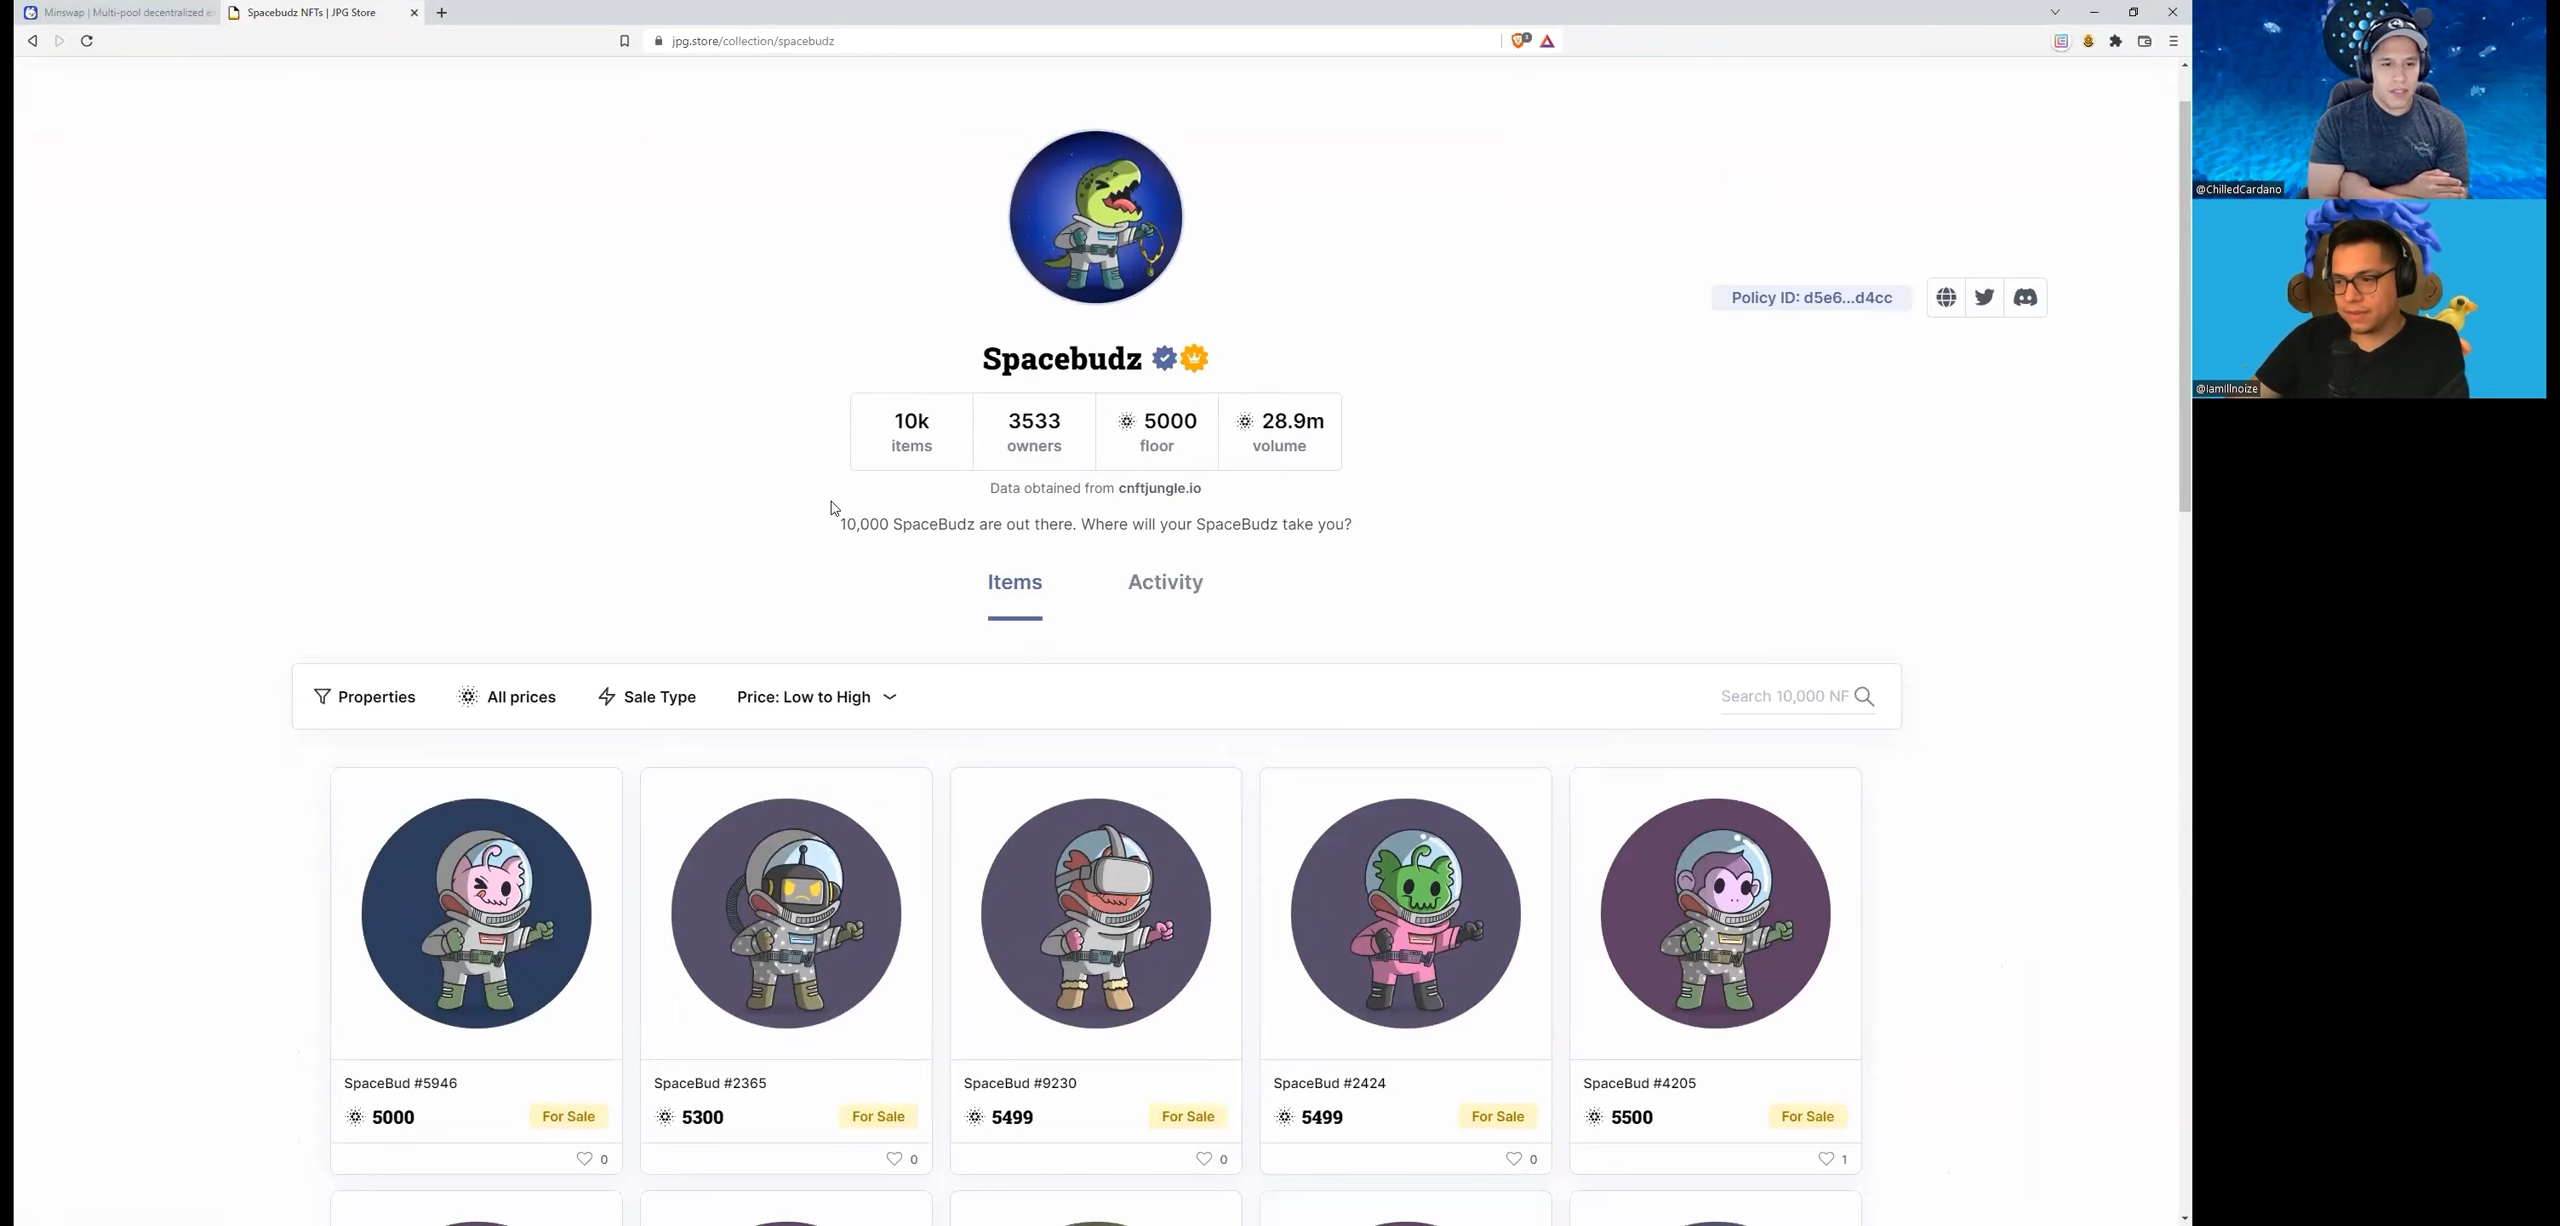 Minswap | Multi-pool decentralized e
Spacebudz NFTs | JPG Store
jpg.store/collection/spacebudz
@ChilledCardano
@IamIllnoize
Policy ID: d5e6...d4cc
Spacebudz
10k
items
3533
owners
5000
floor
28.9m
volume
Data obtained from cnftjungle.io
10,000 SpaceBudz are out there. Where will your SpaceBudz take you?
Items
Activity
Properties
All prices
Sale Type
Price: Low to High
Search 10,000 NF
SpaceBud #5946
5000
For Sale
0
SpaceBud #2365
5300
For Sale
0
SpaceBud #9230
5499
For Sale
0
SpaceBud #2424
5499
For Sale
0
SpaceBud #4205
5500
For Sale
1